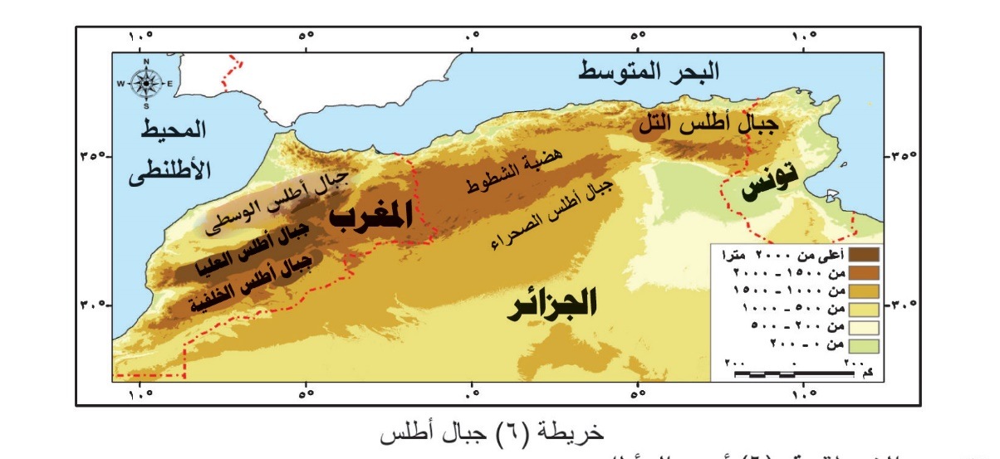 ١٠° ٥° ٠° ٥° ١٠°
N
W E
S
البحر المتوسط
المحيط
الأطلنطى
جبال أطلس التل
٣٥° ٣٥°
هضبة الشطوط
تونس
جبال أطلس الوسطى
المغرب
جبال أطلس الصحراء
جبال أطلس العليا
جبال أطلس الخلفية
٣٠° ٣٠°
الجزائر
أعلى من ٢٠٠٠ مترا
من ١٥٠٠ - ٢٠٠٠
من ١٠٠٠ - ١٥٠٠
من ٥٠٠ - ١٠٠٠
من ٢٠٠ - ٥٠٠
من ٠ - ٢٠٠
٢٠٠ ٠ ٢٠٠
كم
١٠° ٥° ٠° ٥° ١٠°
خريطة (٦) جبال أطلس